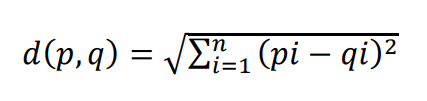 d(p, q) = √∑ⁿᵢ₌₁ (pi − qi)²